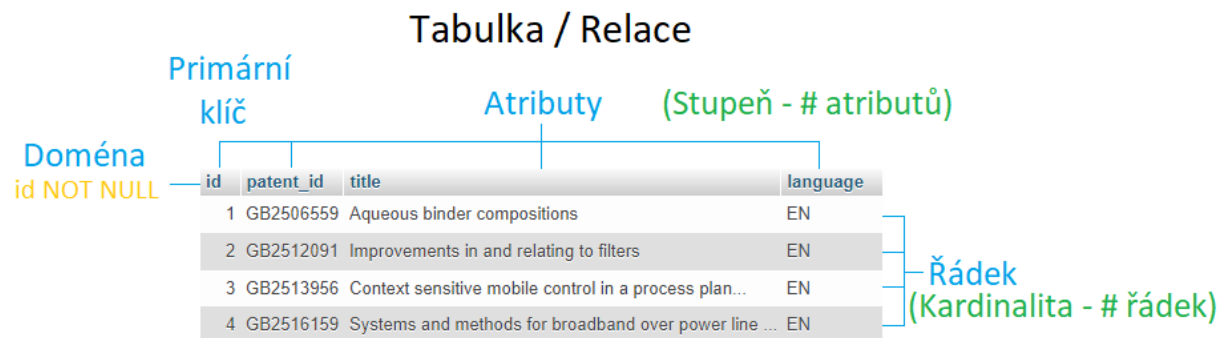 Tabulka / Relace
Primární
klíč
Atributy
(Stupeň - # atributů)
Doména
id NOT NULL
id patent_id title language
1 GB2506559 Aqueous binder compositions EN
2 GB2512091 Improvements in and relating to filters EN
3 GB2513956 Context sensitive mobile control in a process plan... EN
4 GB2516159 Systems and methods for broadband over power line ... EN
Řádek
(Kardinalita - # řádek)